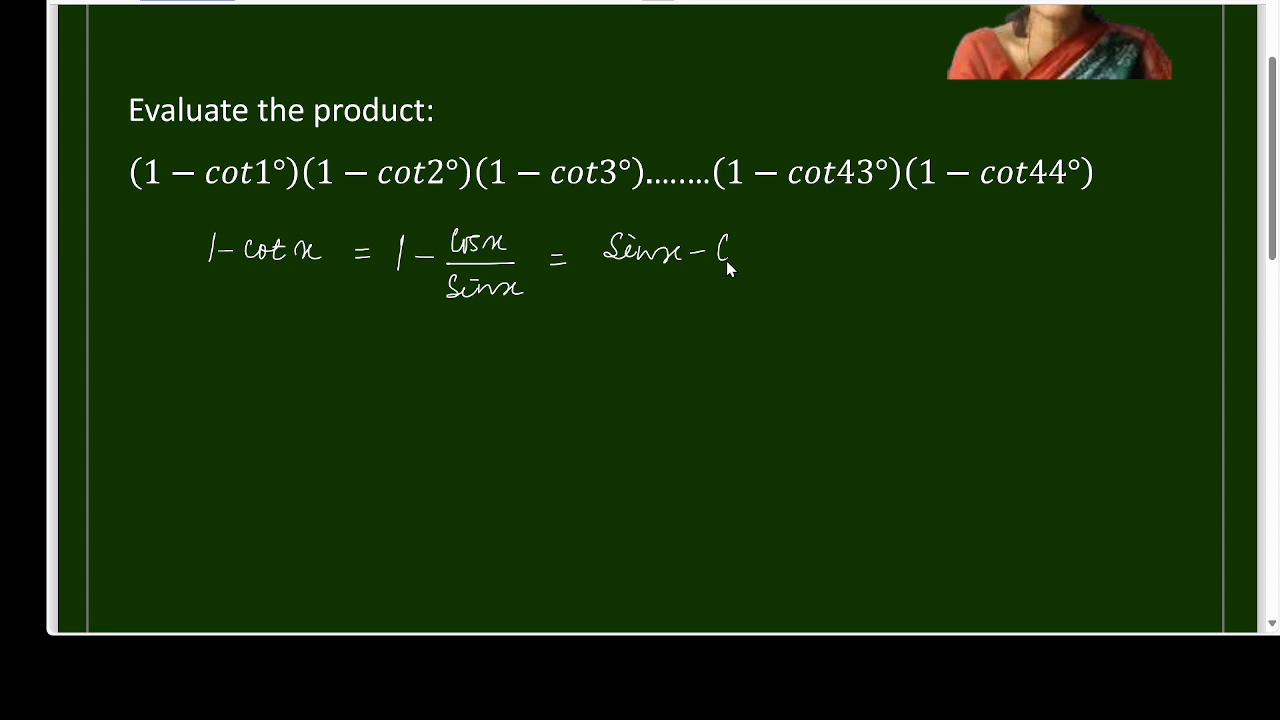 Evaluate the product:
(1 − cot1°)(1 − cot2°)(1 − cot3°)........(1 − cot43°)(1 − cot44°)
1 - cot x = 1 - cos x / sin x = sin x - C